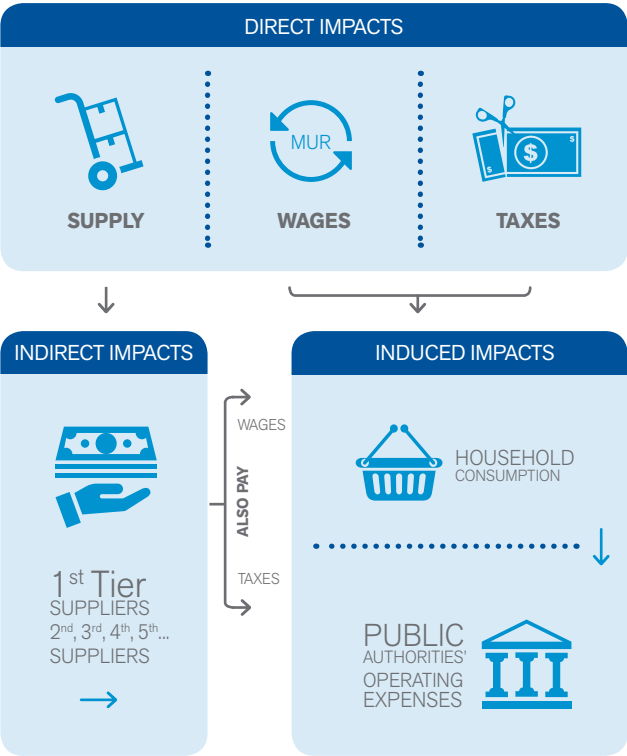 DIRECT IMPACTS
MUR
$
$
$
SUPPLY
WAGES
TAXES
INDIRECT IMPACTS
1st Tier
SUPPLIERS
2nd, 3rd, 4th, 5th...
SUPPLIERS
WAGES
ALSO PAY
TAXES
INDUCED IMPACTS
HOUSEHOLD
CONSUMPTION
PUBLIC
AUTHORITIES'
OPERATING
EXPENSES